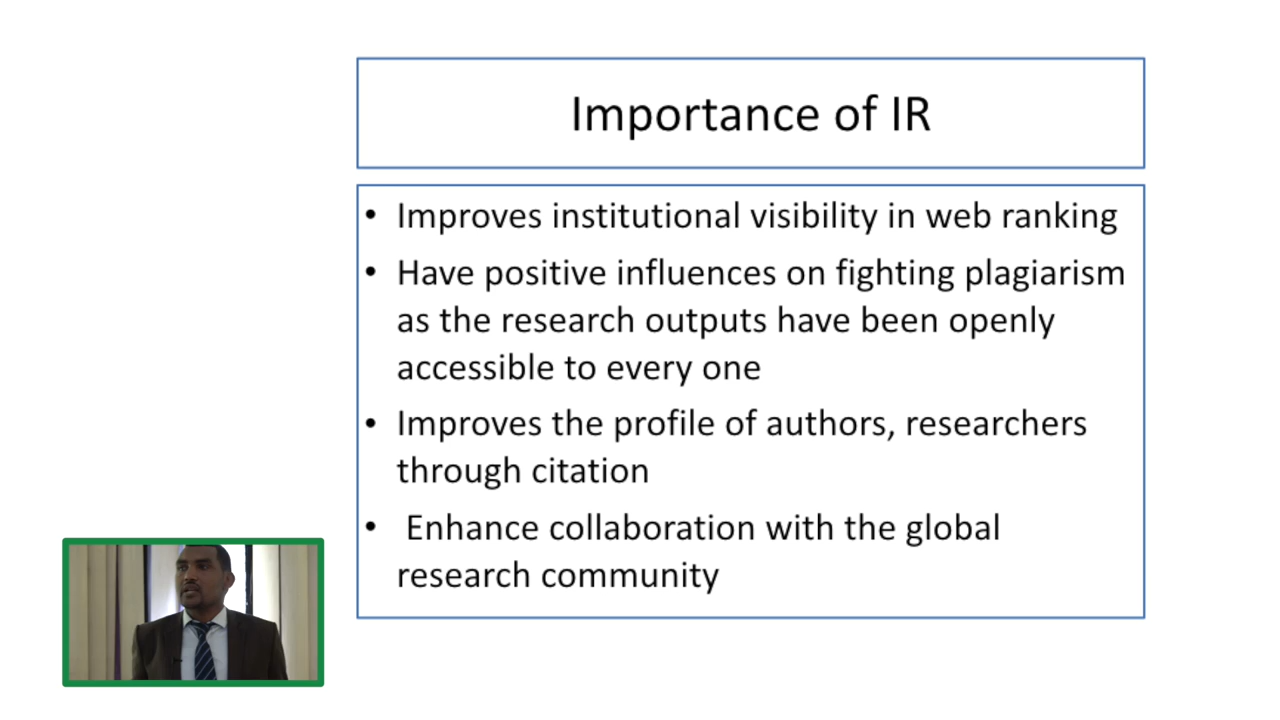 Importance of IR
• Improves institutional visibility in web ranking
• Have positive influences on fighting plagiarism
as the research outputs have been openly
accessible to every one
• Improves the profile of authors, researchers
through citation
• Enhance collaboration with the global
research community